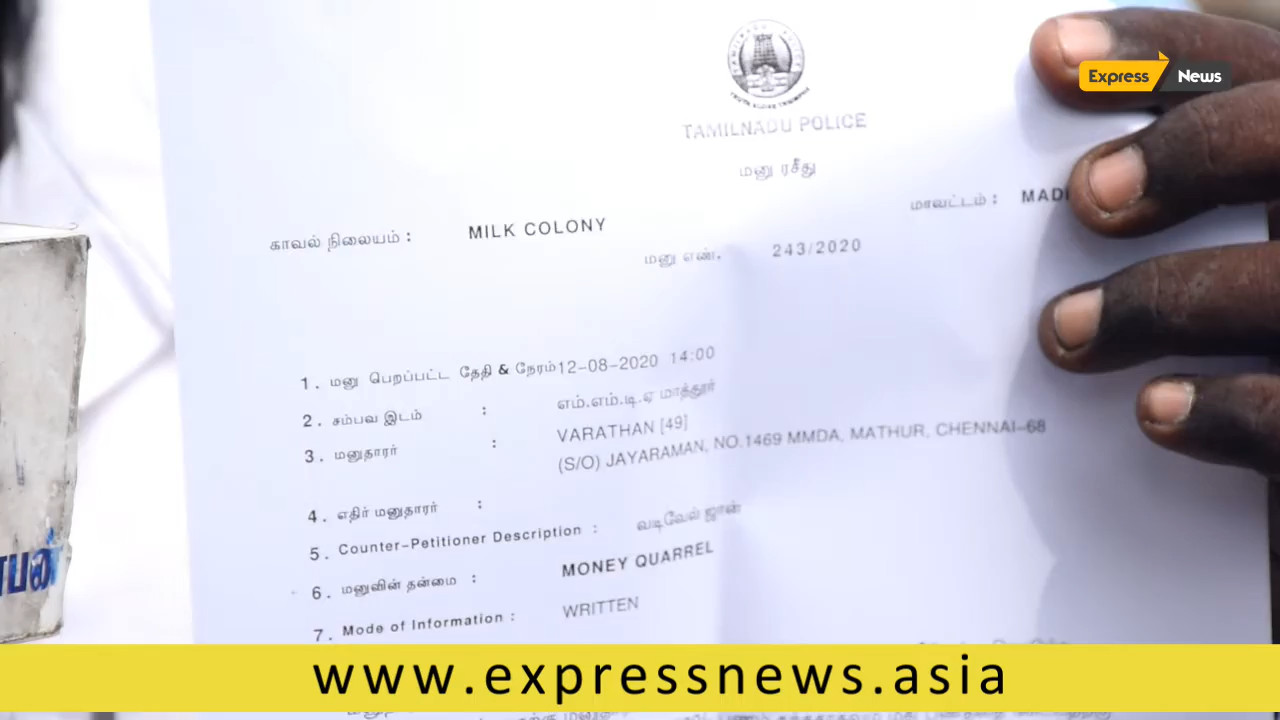 Express News
TAMILNADU POLICE
மனு ரசீது
காவல் நிலையம் : MILK COLONY
மாவட்டம் :
மனு எண். 243/2020
1. மனு பெறப்பட்ட தேதி & நேரம் 12-08-2020 14:00
2. சம்பவ இடம் : எம்.எம்.டி.ஏ மாத்தூர்
3. மனுதாரர் : VARATHAN [49]
(S/O) JAYARAMAN, NO.1469 MMDA, MATHUR, CHENNAI-68
4. எதிர் மனுதாரர் :
5. Counter-Petitioner Description : வடிவேல் ஜான்
6. மனுவின் தன்மை : MONEY QUARREL
7. Mode of Information : WRITTEN
www.expressnews.asia